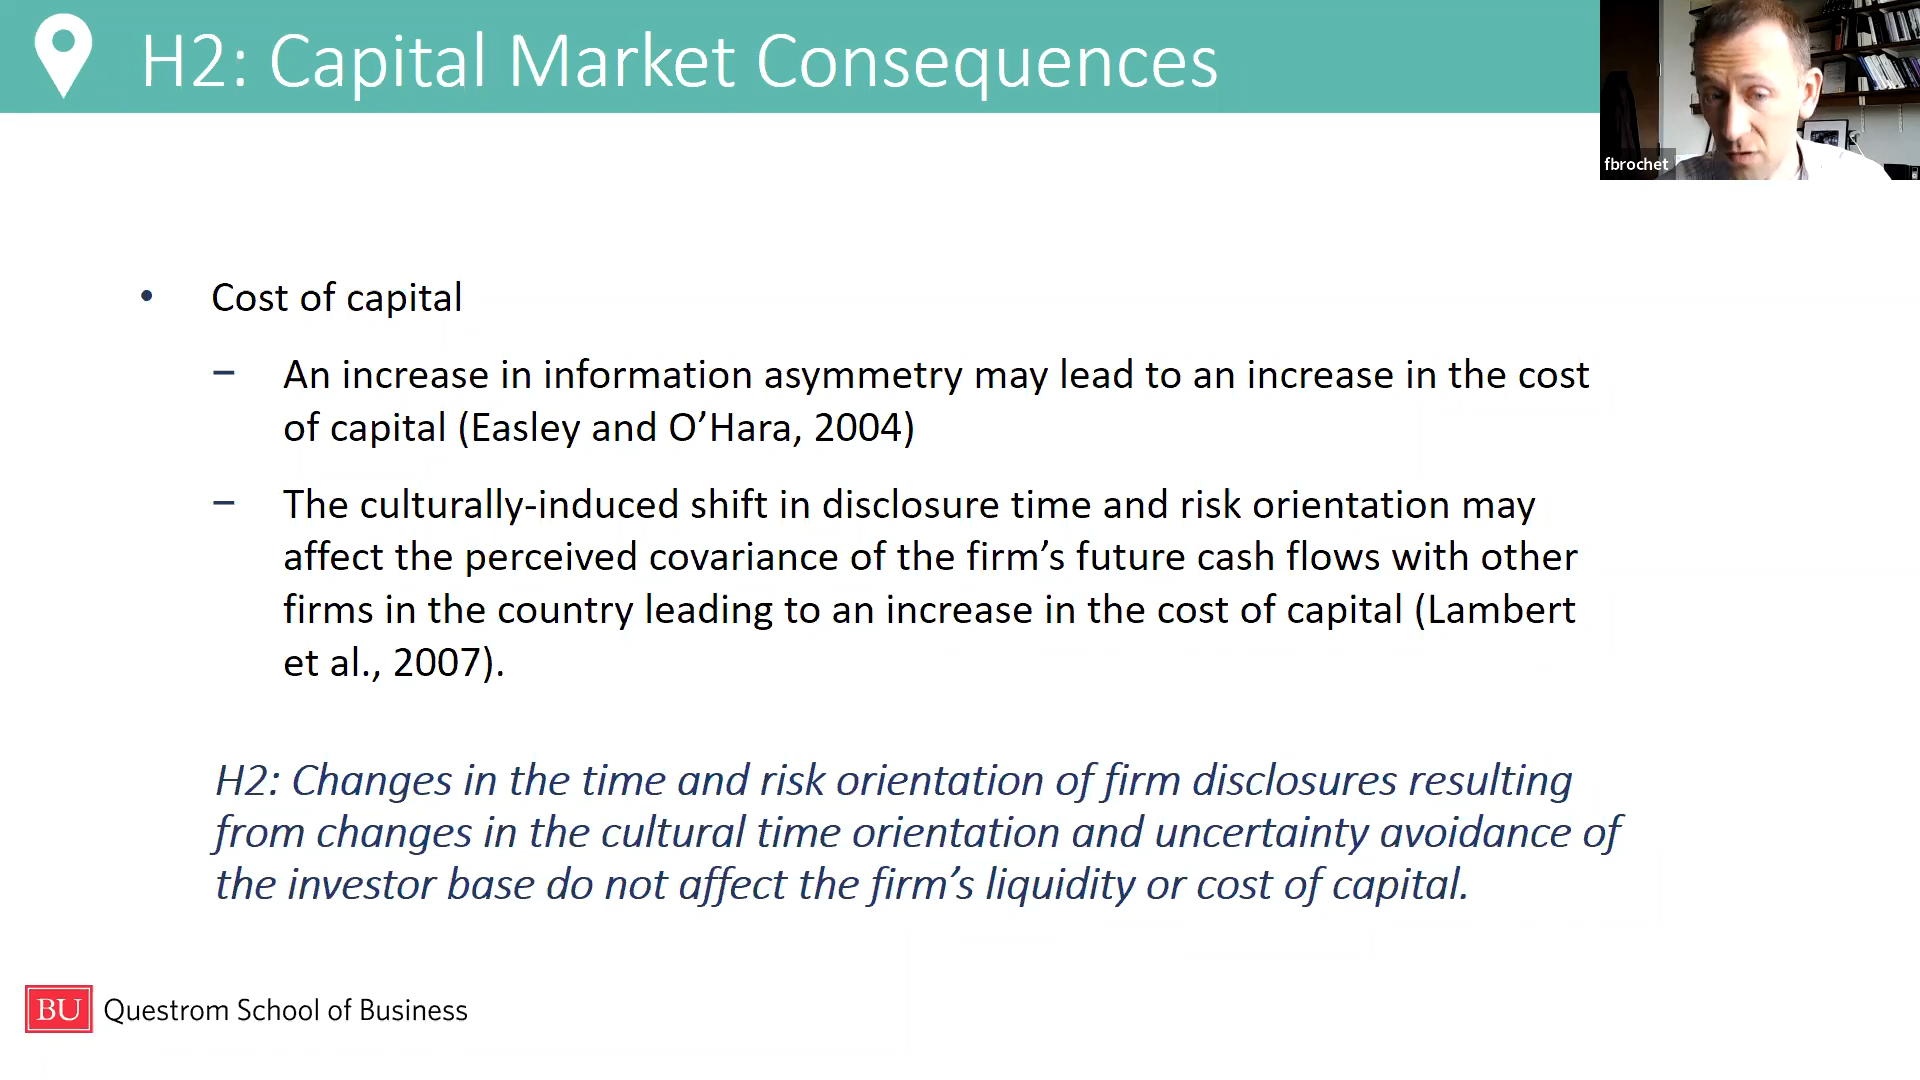 H2: Capital Market Consequences
fbrochet
• Cost of capital
– An increase in information asymmetry may lead to an increase in the cost
of capital (Easley and O’Hara, 2004)
– The culturally-induced shift in disclosure time and risk orientation may
affect the perceived covariance of the firm’s future cash flows with other
firms in the country leading to an increase in the cost of capital (Lambert
et al., 2007).
H2: Changes in the time and risk orientation of firm disclosures resulting
from changes in the cultural time orientation and uncertainty avoidance of
the investor base do not affect the firm’s liquidity or cost of capital.
BU Questrom School of Business